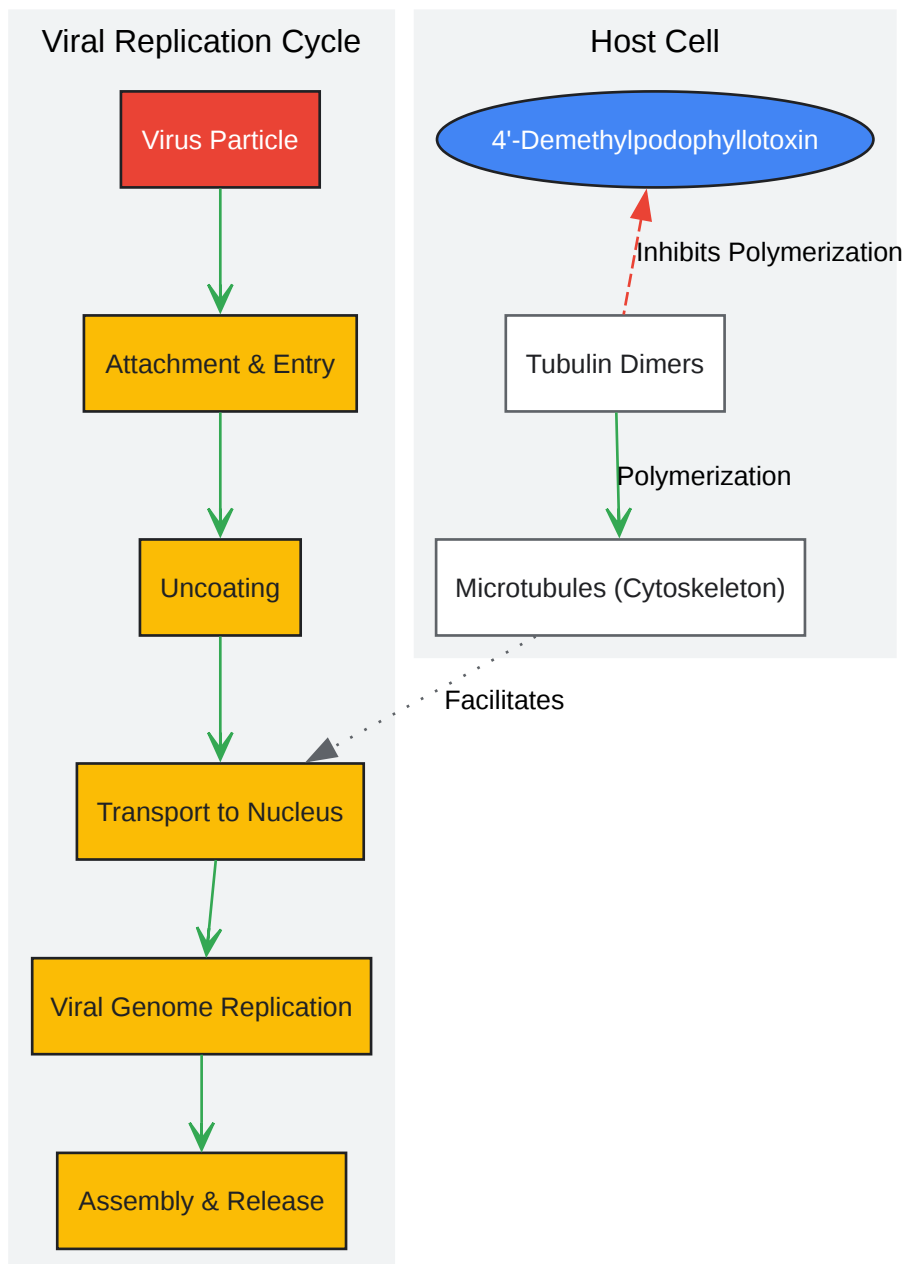 Viral Replication Cycle
Virus Particle
Attachment & Entry
Uncoating
Transport to Nucleus
Viral Genome Replication
Assembly & Release
Host Cell
4'-Demethylpodophyllotoxin
Inhibits Polymerization
Tubulin Dimers
Polymerization
Microtubules (Cytoskeleton)
Facilitates